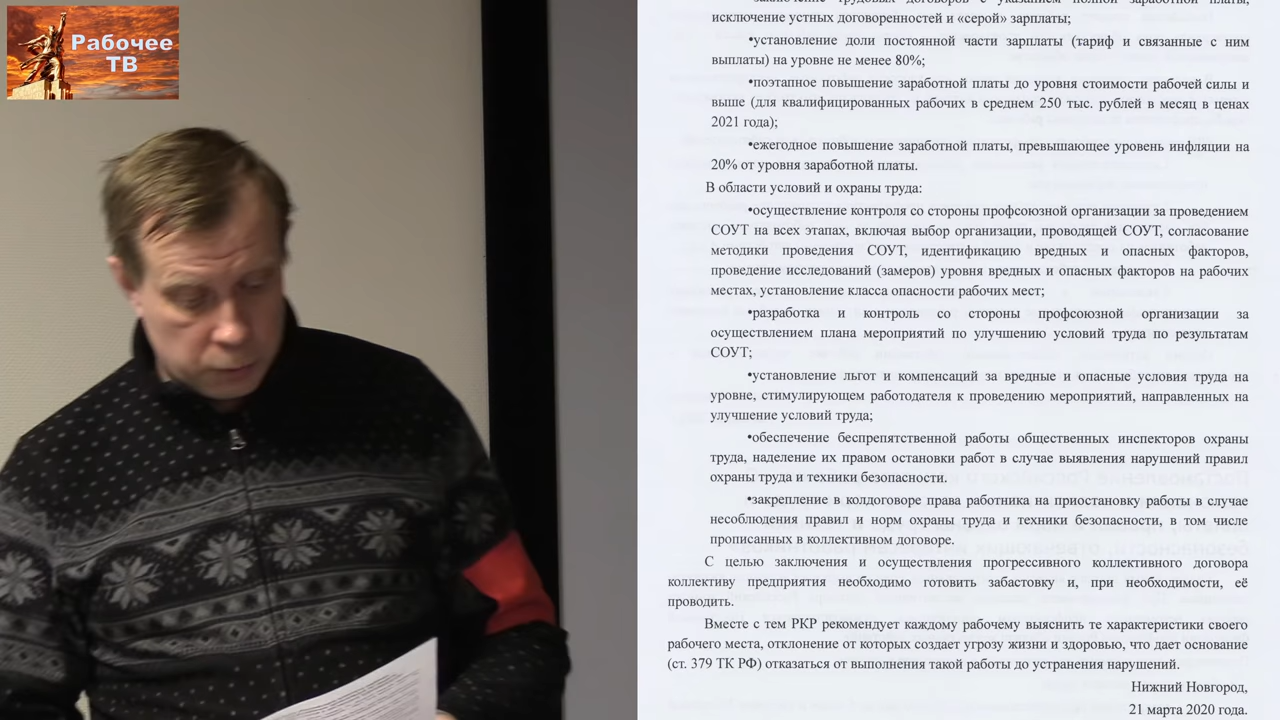 Рабочее
ТВ
заключение трудовых договоров с указанием полной заработной платы,
исключение устных договоренностей и «серой» зарплаты;
•установление доли постоянной части зарплаты (тариф и связанные с ним
выплаты) на уровне не менее 80%;
•поэтапное повышение заработной платы до уровня стоимости рабочей силы и
выше (для квалифицированных рабочих в среднем 250 тыс. рублей в месяц в ценах
2021 года);
•ежегодное повышение заработной платы, превышающее уровень инфляции на
20% от уровня заработной платы.
В области условий и охраны труда:
•осуществление контроля со стороны профсоюзной организации за проведением
СОУТ на всех этапах, включая выбор организации, проводящей СОУТ, согласование
методики проведения СОУТ, идентификацию вредных и опасных факторов,
проведение исследований (замеров) уровня вредных и опасных факторов на рабочих
местах, установление класса опасности рабочих мест;
•разработка и контроль со стороны профсоюзной организации за
осуществлением плана мероприятий по улучшению условий труда по результатам
СОУТ;
•установление льгот и компенсаций за вредные и опасные условия труда на
уровне, стимулирующем работодателя к проведению мероприятий, направленных на
улучшение условий труда;
•обеспечение беспрепятственной работы общественных инспекторов охраны
труда, наделение их правом остановки работ в случае выявления нарушений правил
охраны труда и техники безопасности.
•закрепление в колдоговоре права работника на приостановку работы в случае
несоблюдения правил и норм охраны труда и техники безопасности, в том числе
прописанных в коллективном договоре.
С целью заключения и осуществления прогрессивного коллективного договора
коллективу предприятия необходимо готовить забастовку и, при необходимости, её
проводить.
Вместе с тем РКР рекомендует каждому рабочему выяснить те характеристики своего
рабочего места, отклонение от которых создает угрозу жизни и здоровью, что дает основание
(ст. 379 ТК РФ) отказаться от выполнения такой работы до устранения нарушений.
Нижний Новгород,
21 марта 2020 года.